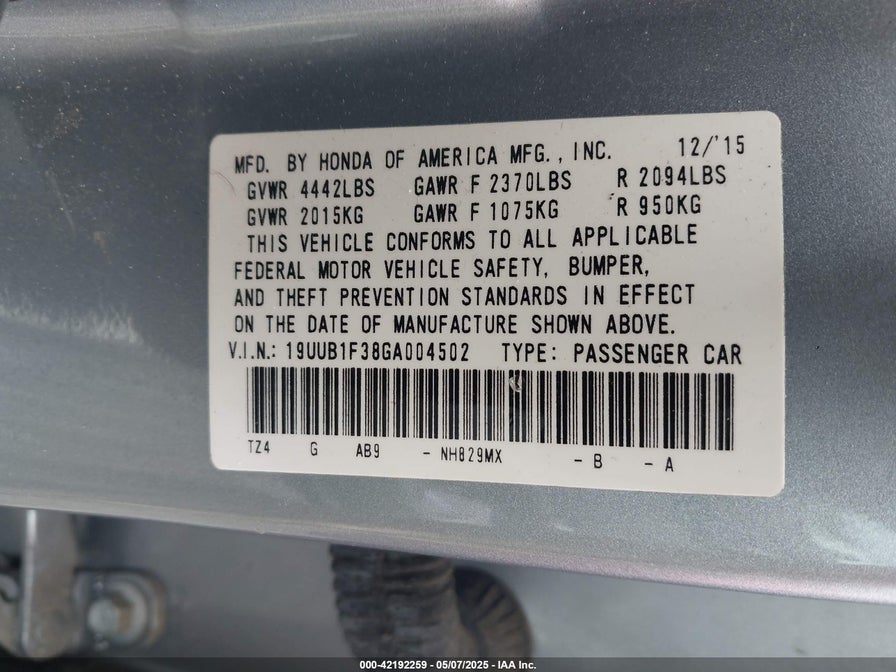 MFD. BY HONDA OF AMERICA MFG., INC. 12/'15
GVWR 4442LBS GAWR F 2370LBS R 2094LBS
GVWR 2015KG GAWR F 1075KG R 950KG
THIS VEHICLE CONFORMS TO ALL APPLICABLE
FEDERAL MOTOR VEHICLE SAFETY, BUMPER,
AND THEFT PREVENTION STANDARDS IN EFFECT
ON THE DATE OF MANUFACTURE SHOWN ABOVE.
V.I.N.: 19UUB1F38GA004502 TYPE: PASSENGER CAR
TZ4 G AB9 - NH829MX - B - A
000-42192259 - 05/07/2025 - IAA Inc.